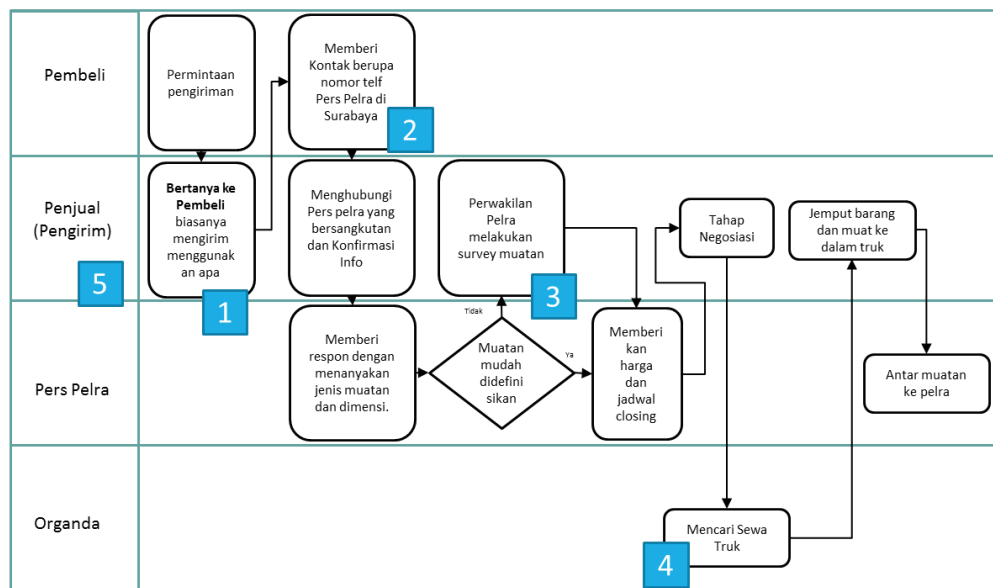 Pembeli
Permintaan
pengiriman
Memberi
Kontak berupa
nomor telf
Pers Pelra di
Surabaya
2
Penjual
(Pengirim)
5
Bertanya ke
Pembeli
biasanya
mengirim
menggunak
an apa
1
Menghubungi
Pers pelra yang
bersangkutan
dan Konfirmasi
Info
Perwakilan
Pelra
melakukan
survey muatan
3
Tahap
Negosiasi
Jemput barang
dan muat ke
dalam truk
Pers Pelra
Memberi
respon dengan
menanyakan
jenis muatan
dan dimensi.
Tidak
Muatan
mudah
didefini
sikan
Ya
Memberi
kan
harga
dan
jadwal
closing
Antar muatan
ke pelra
Organda
Mencari Sewa
Truk
4